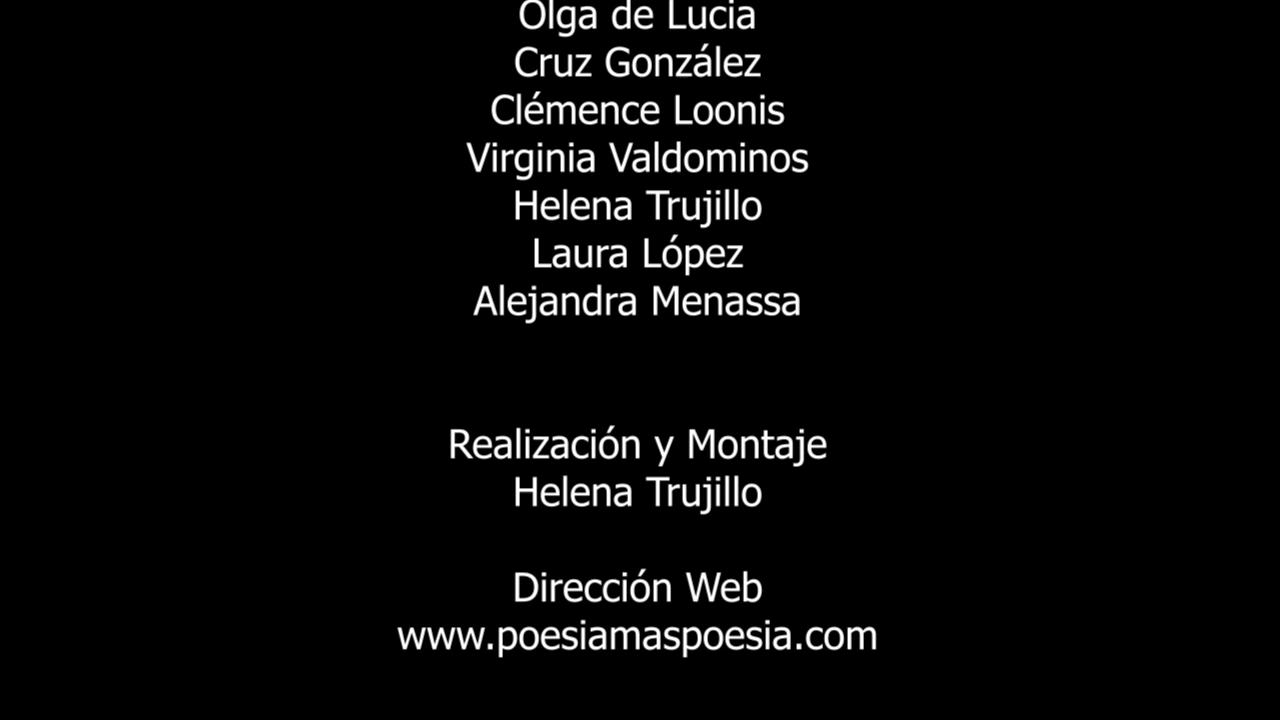 Olga de Lucia
Cruz González
Clémence Loonis
Virginia Valdominos
Helena Trujillo
Laura López
Alejandra Menassa
Realización y Montaje
Helena Trujillo
Dirección Web
www.poesiamaspoesia.com